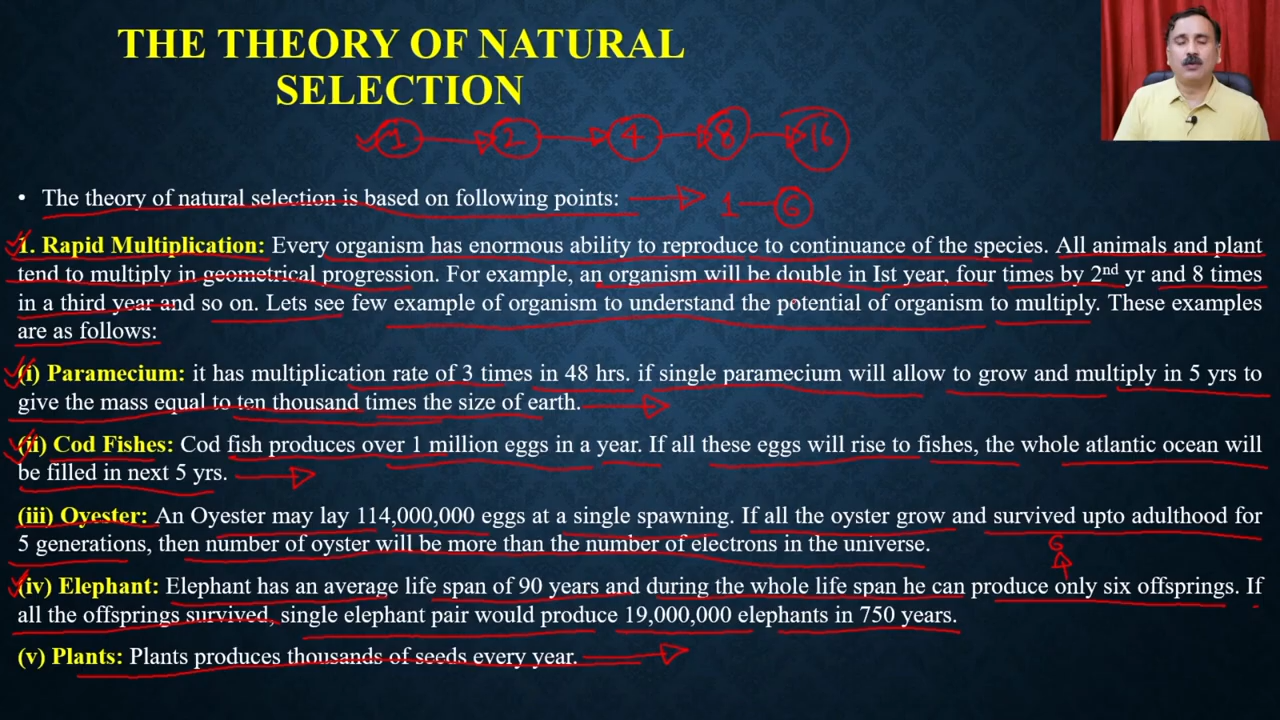 THE THEORY OF NATURAL
SELECTION
1 2 4 8 16
• The theory of natural selection is based on following points: 1 6
1. Rapid Multiplication: Every organism has enormous ability to reproduce to continuance of the species. All animals and plant
tend to multiply in geometrical progression. For example, an organism will be double in Ist year, four times by 2nd yr and 8 times
in a third year and so on. Lets see few example of organism to understand the potential of organism to multiply. These examples
are as follows:
(i) Paramecium: it has multiplication rate of 3 times in 48 hrs. if single paramecium will allow to grow and multiply in 5 yrs to
give the mass equal to ten thousand times the size of earth.
(ii) Cod Fishes: Cod fish produces over 1 million eggs in a year. If all these eggs will rise to fishes, the whole atlantic ocean will
be filled in next 5 yrs.
(iii) Oyester: An Oyester may lay 114,000,000 eggs at a single spawning. If all the oyster grow and survived upto adulthood for
5 generations, then number of oyster will be more than the number of electrons in the universe.
6
(iv) Elephant: Elephant has an average life span of 90 years and during the whole life span he can produce only six offsprings. If
all the offsprings survived, single elephant pair would produce 19,000,000 elephants in 750 years.
(v) Plants: Plants produces thousands of seeds every year.